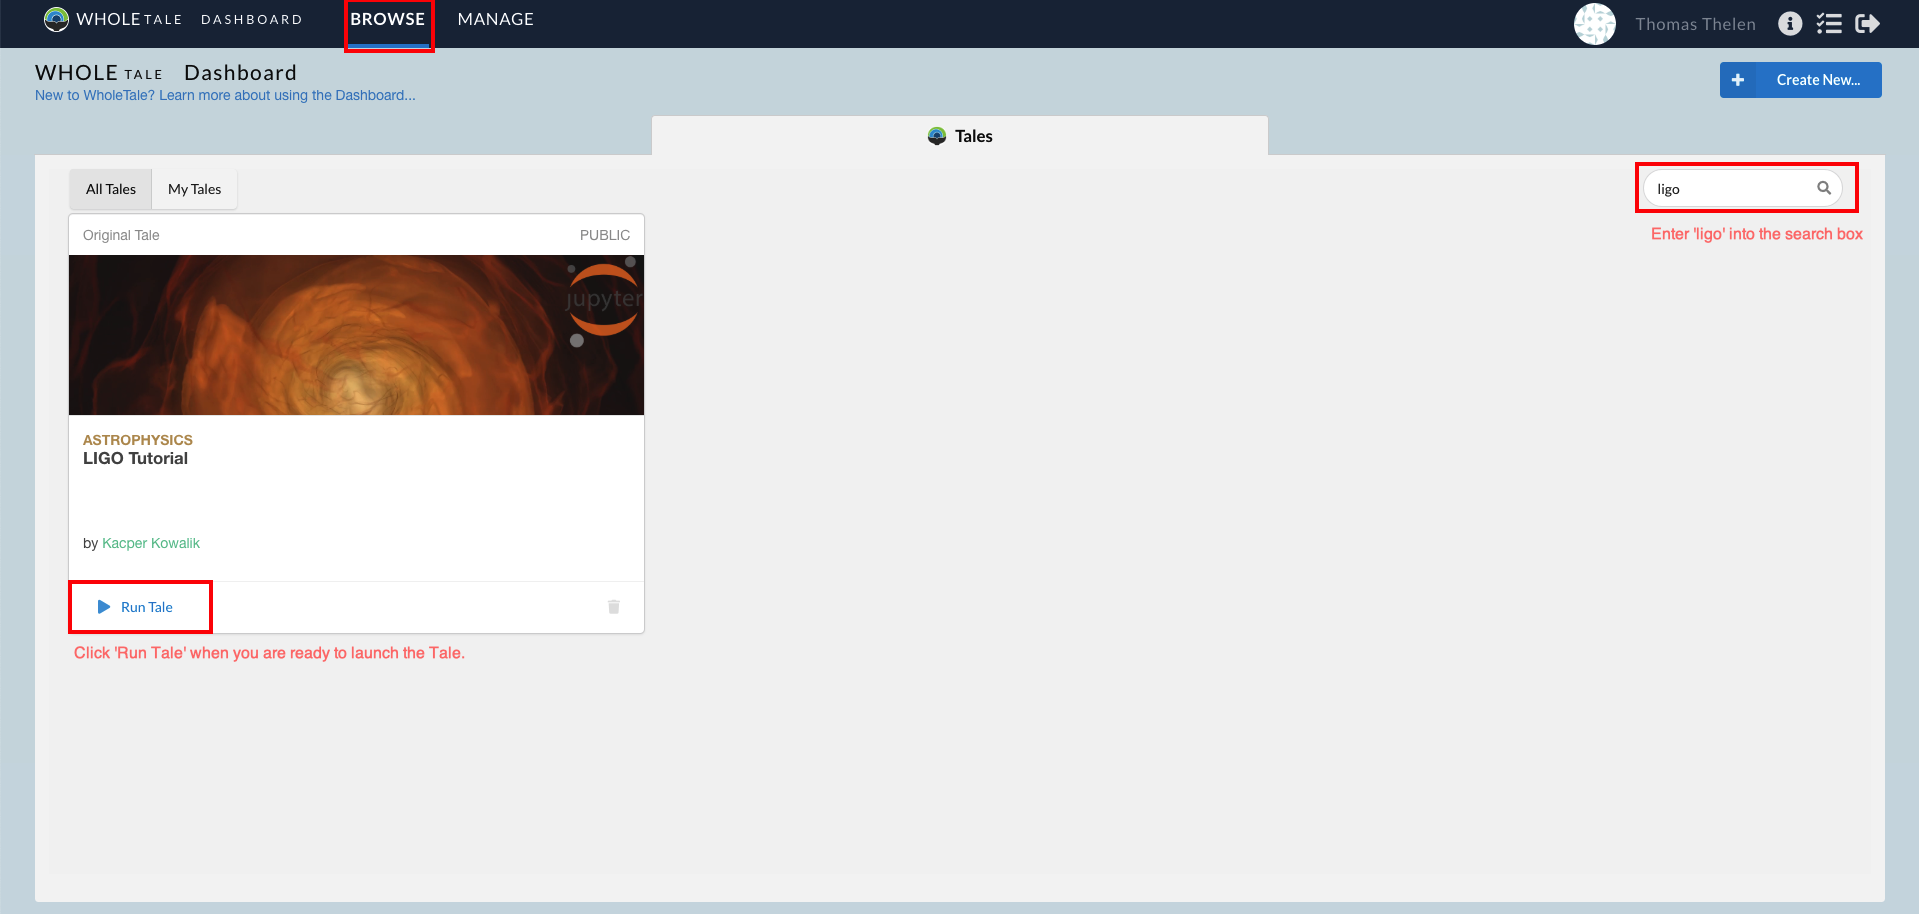 WHOLE TALE DASHBOARD BROWSE MANAGE Thomas Thelen
WHOLE TALE Dashboard
New to WholeTale? Learn more about using the Dashboard...
Create New...
Tales
All Tales My Tales
ligo
Enter 'ligo' into the search box
Original Tale PUBLIC
jupyter
ASTROPHYSICS
LIGO Tutorial
by Kacper Kowalik
Run Tale
Click 'Run Tale' when you are ready to launch the Tale.